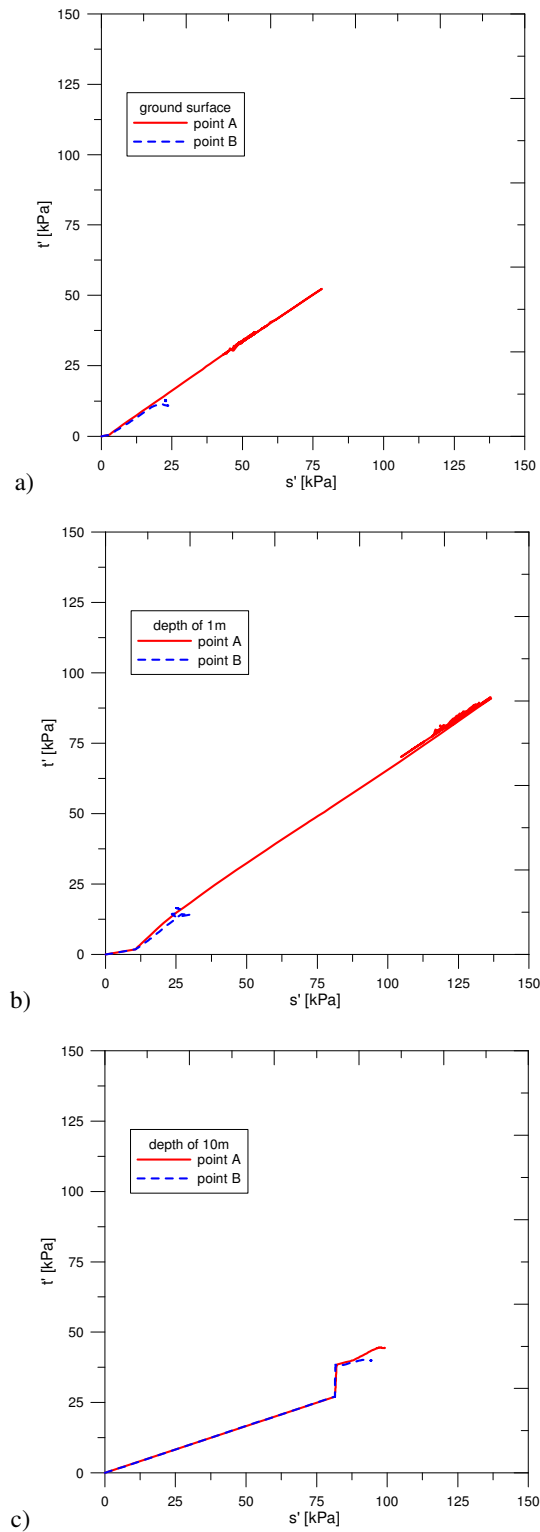 150
125
100
75
50
25
0
t' [kPa]
ground surface
point A
point B
0 25 50 75 100 125 150
s' [kPa]
a)
150
125
100
75
50
25
0
t' [kPa]
depth of 1m
point A
point B
0 25 50 75 100 125 150
s' [kPa]
b)
150
125
100
75
50
25
0
t' [kPa]
depth of 10m
point A
point B
0 25 50 75 100 125 150
s' [kPa]
c)